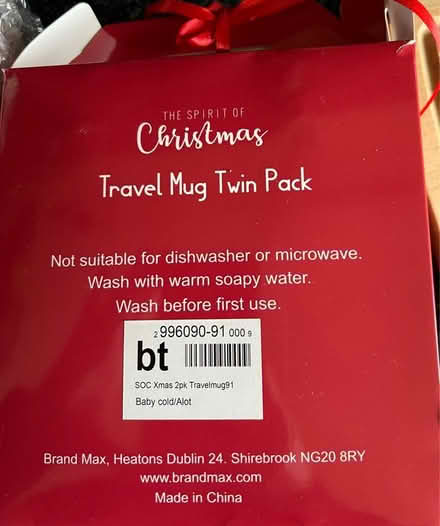 THE SPIRIT OF
Christmas
Travel Mug Twin Pack
Not suitable for dishwasher or microwave.
Wash with warm soapy water.
Wash before first use.
2 996090-91 000 9
bt
SOC Xmas 2pk Travelmug91
Baby cold/Alot
Brand Max, Heatons Dublin 24. Shirebrook NG20 8RY
www.brandmax.com
Made in China